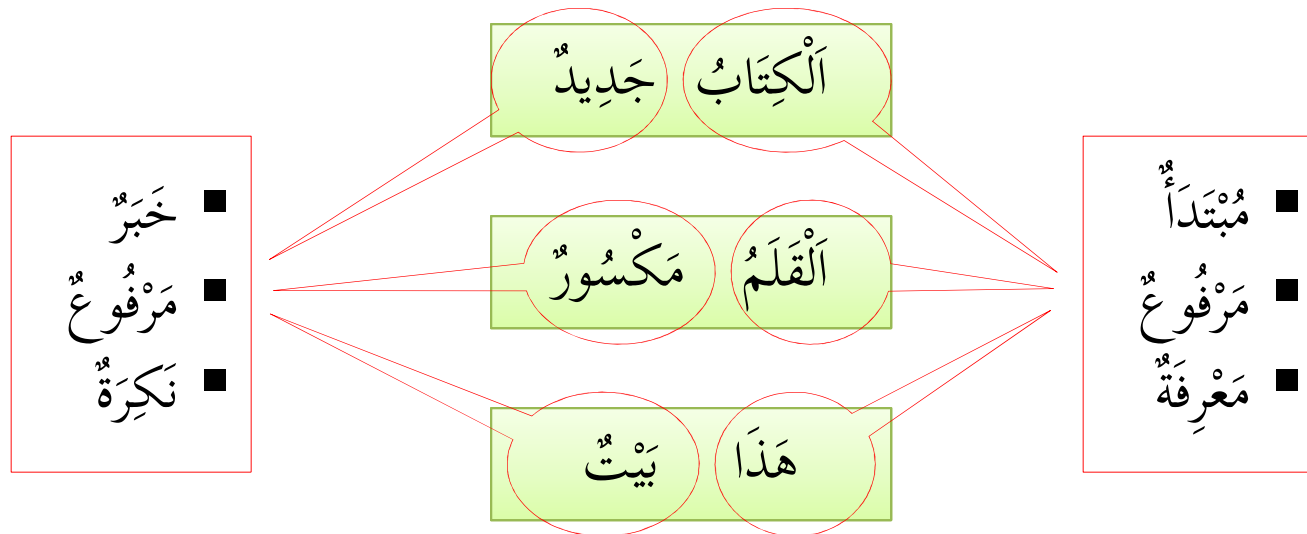 اَلْكِتَابُ جَدِيدٌ
مُبْتَدَأٌ
مَرْفُوعٌ
مَعْرِفَةٌ
اَلْقَلَمُ مَكْسُورٌ
خَبَرٌ
مَرْفُوعٌ
نَكِرَةٌ
هَذَا بَيْتٌ